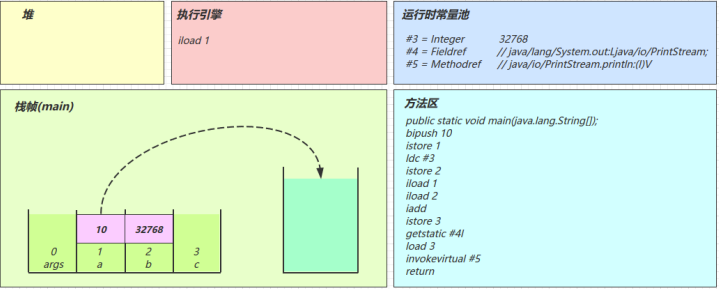 堆
执行引擎
iload 1
运行时常量池
#3 = Integer 32768
#4 = Fieldref // java/lang/System.out:Ljava/io/PrintStream;
#5 = Methodref // java/io/PrintStream.println:(I)V
栈帧(main)
10 32768
0 1 2 3
args a b c
方法区
public static void main(java.lang.String[]);
bipush 10
istore 1
ldc #3
istore 2
iload 1
iload 2
iadd
istore 3
getstatic #4I
load 3
invokevirtual #5
return